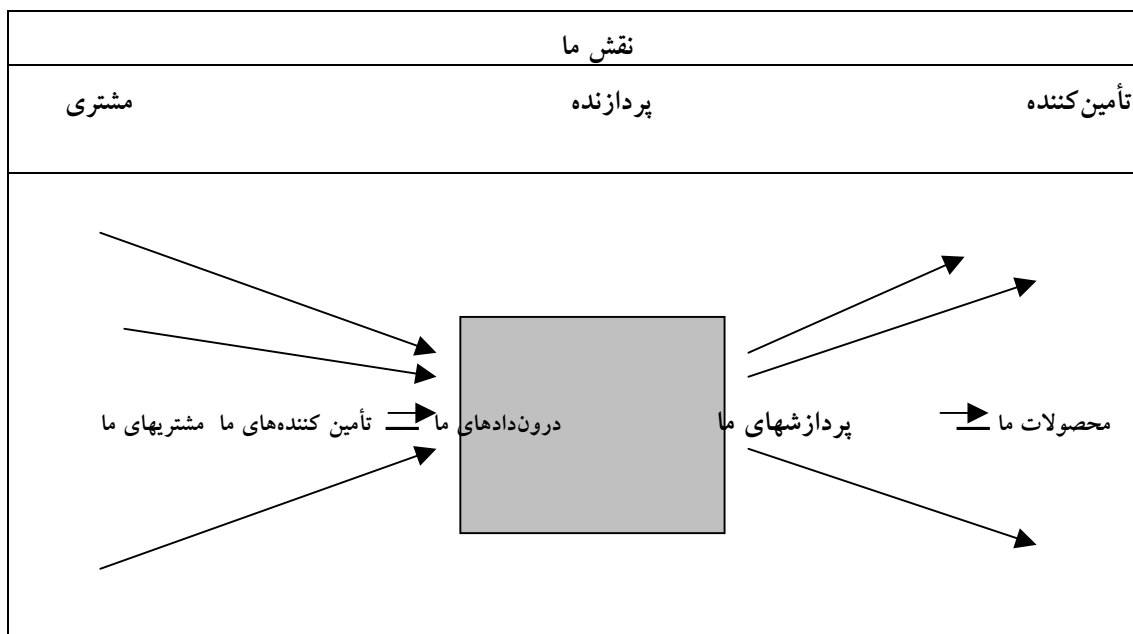 نقش ما
تأمین‌کننده پردازنده مشتری
محصولات ما پردازشهای ما درون‌دادهای ما تأمین کننده‌های ما مشتریهای ما